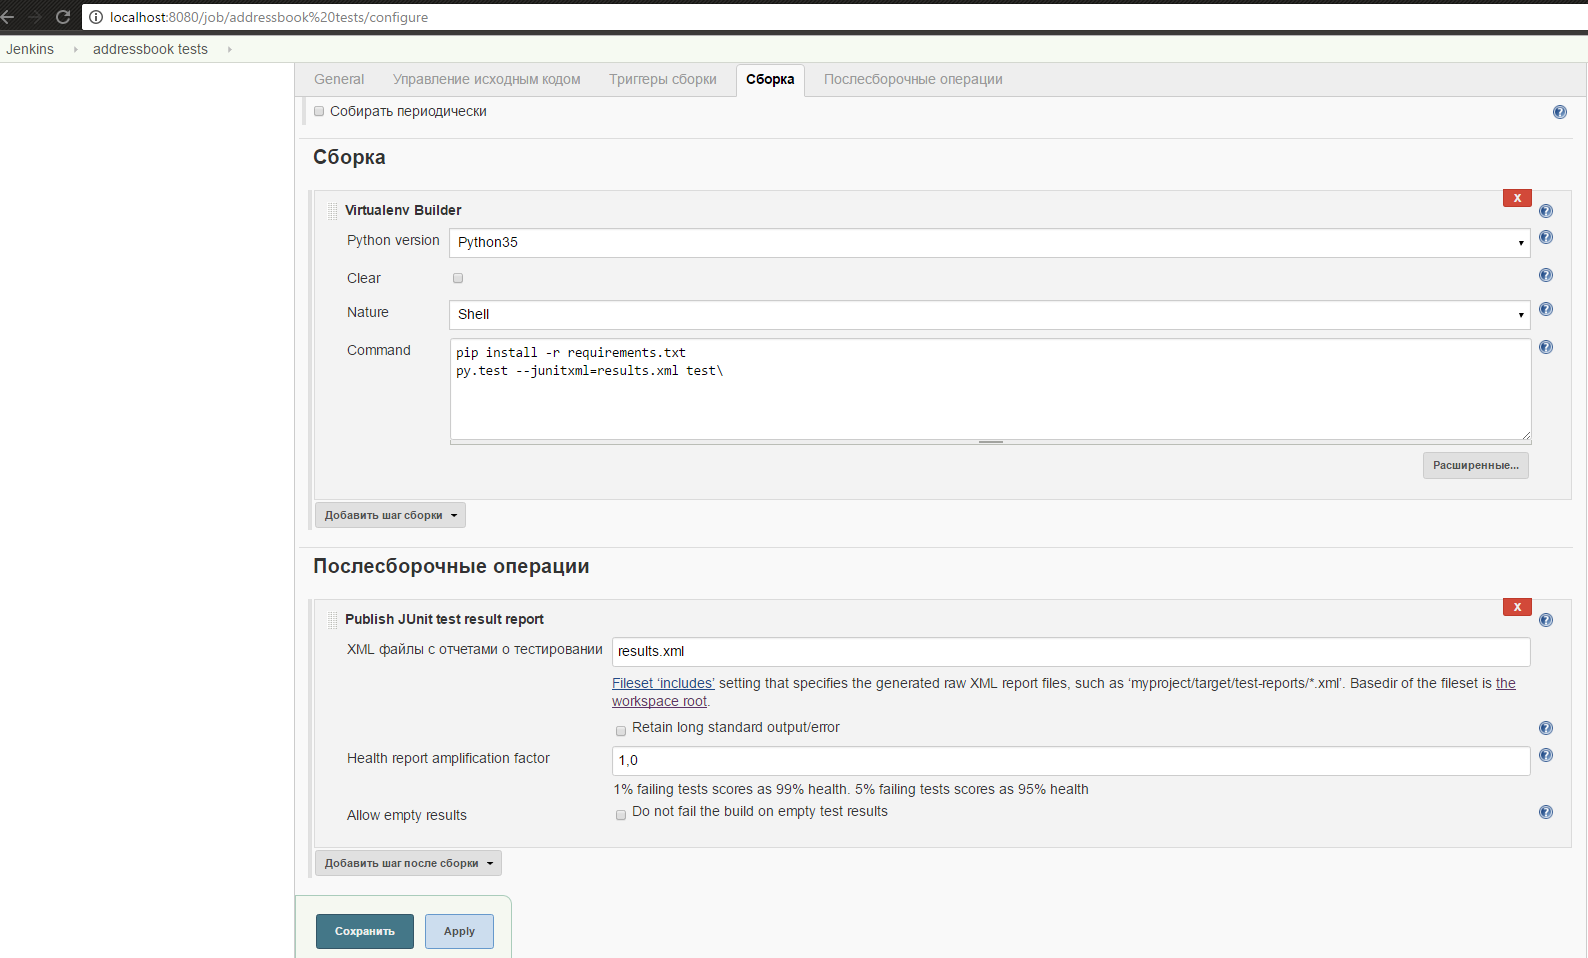 localhost:8080/job/addressbook%20tests/configure
Jenkins addressbook tests
General Управление исходным кодом Триггеры сборки Сборка Послесборочные операции
Собирать периодически
Сборка
X
Virtualenv Builder
Python version Python35
Clear
Nature Shell
Command pip install -r requirements.txt
py.test --junitxml=results.xml test\
Расширенные...
Добавить шаг сборки
Послесборочные операции
X
Publish JUnit test result report
XML файлы с отчетами о тестировании results.xml
Fileset ‘includes’ setting that specifies the generated raw XML report files, such as ‘myproject/target/test-reports/*.xml’. Basedir of the fileset is the
workspace root.
Retain long standard output/error
Health report amplification factor 1,0
1% failing tests scores as 99% health. 5% failing tests scores as 95% health
Allow empty results Do not fail the build on empty test results
Добавить шаг после сборки
Сохранить Apply